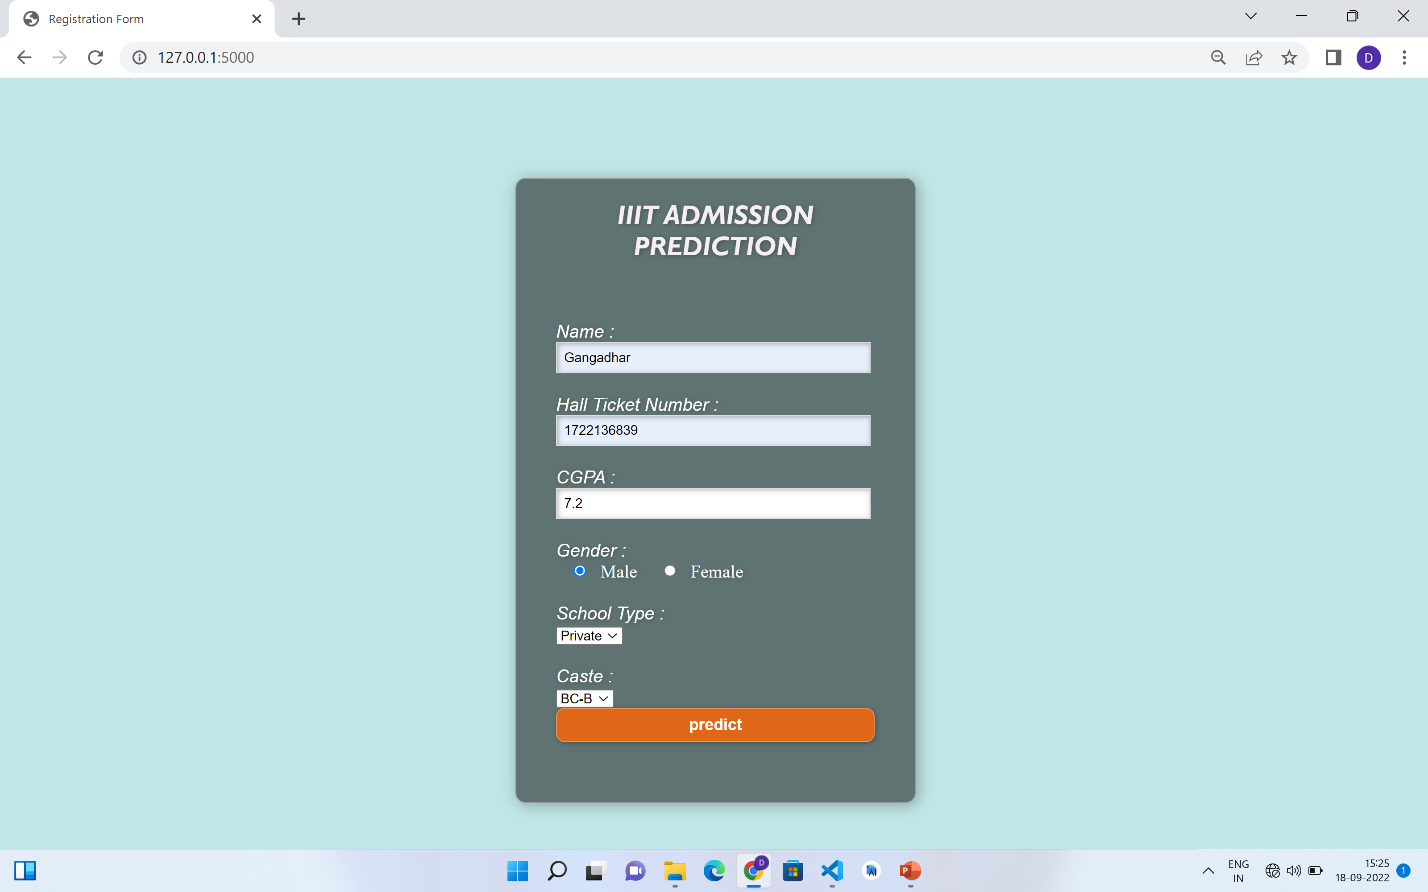 Registration Form
127.0.0.1:5000
D
IIIT ADMISSION
PREDICTION
Name :
Gangadhar
Hall Ticket Number :
1722136839
CGPA :
7.2
Gender :
Male Female
School Type :
Private
Caste :
BC-B
predict
D
AI
P
ENG
IN
15:25
18-09-2022
1